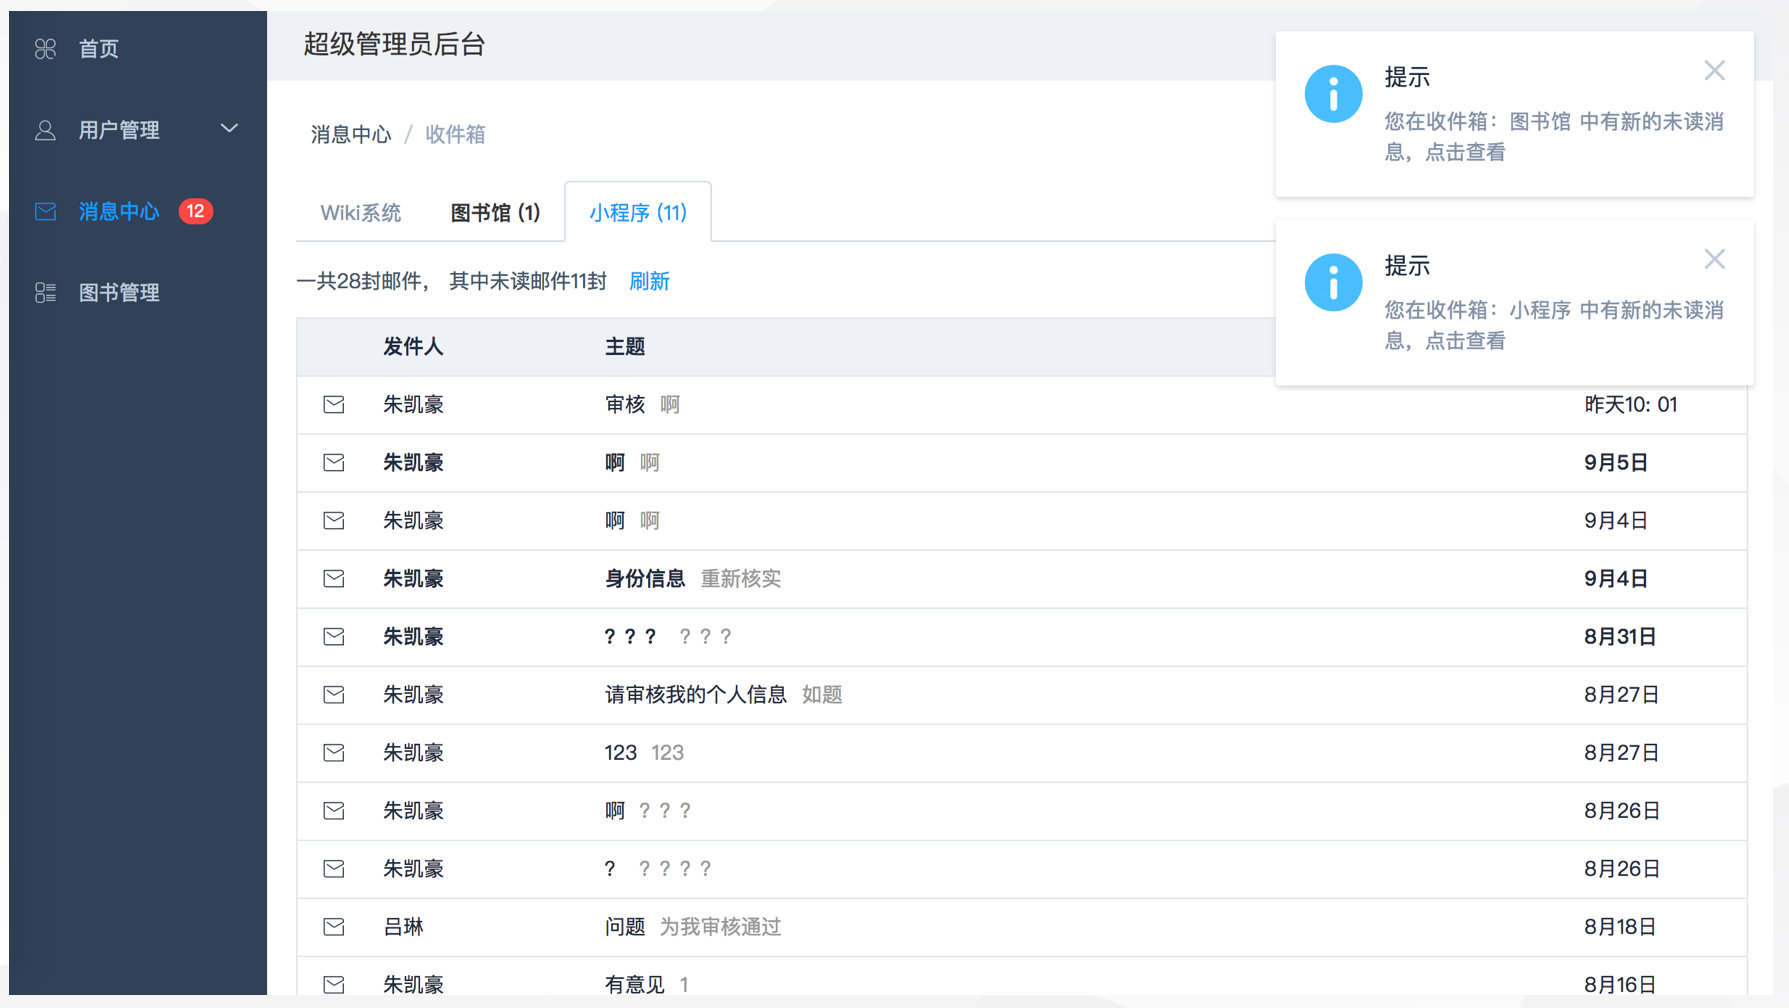 首页
用户管理
消息中心 12
图书管理
超级管理员后台
消息中心 / 收件箱
Wiki系统 图书馆 (1) 小程序 (11)
一共28封邮件， 其中未读邮件11封 刷新
发件人 主题
朱凯豪 审核 啊 昨天10: 01
朱凯豪 啊 啊 9月5日
朱凯豪 啊 啊 9月4日
朱凯豪 身份信息 重新核实 9月4日
朱凯豪 ？？？ ？？？ 8月31日
朱凯豪 请审核我的个人信息 如题 8月27日
朱凯豪 123 123 8月27日
朱凯豪 啊 ？？？ 8月26日
朱凯豪 ？ ？？？？ 8月26日
吕琳 问题 为我审核通过 8月18日
朱凯豪 有意见 1 8月16日
提示
您在收件箱：图书馆 中有新的未读消
息，点击查看
提示
您在收件箱：小程序 中有新的未读消
息，点击查看